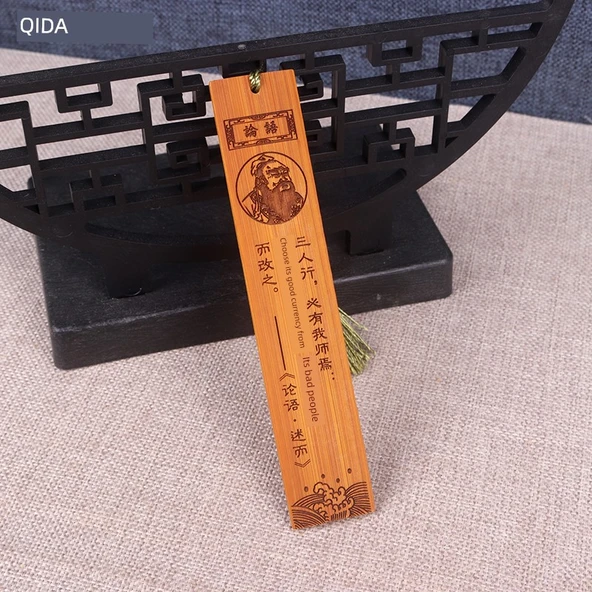 QIDA
論語
三人行，必有我师焉：
Choose its good currency from Its bad people
而改之。
——《论语·述而》